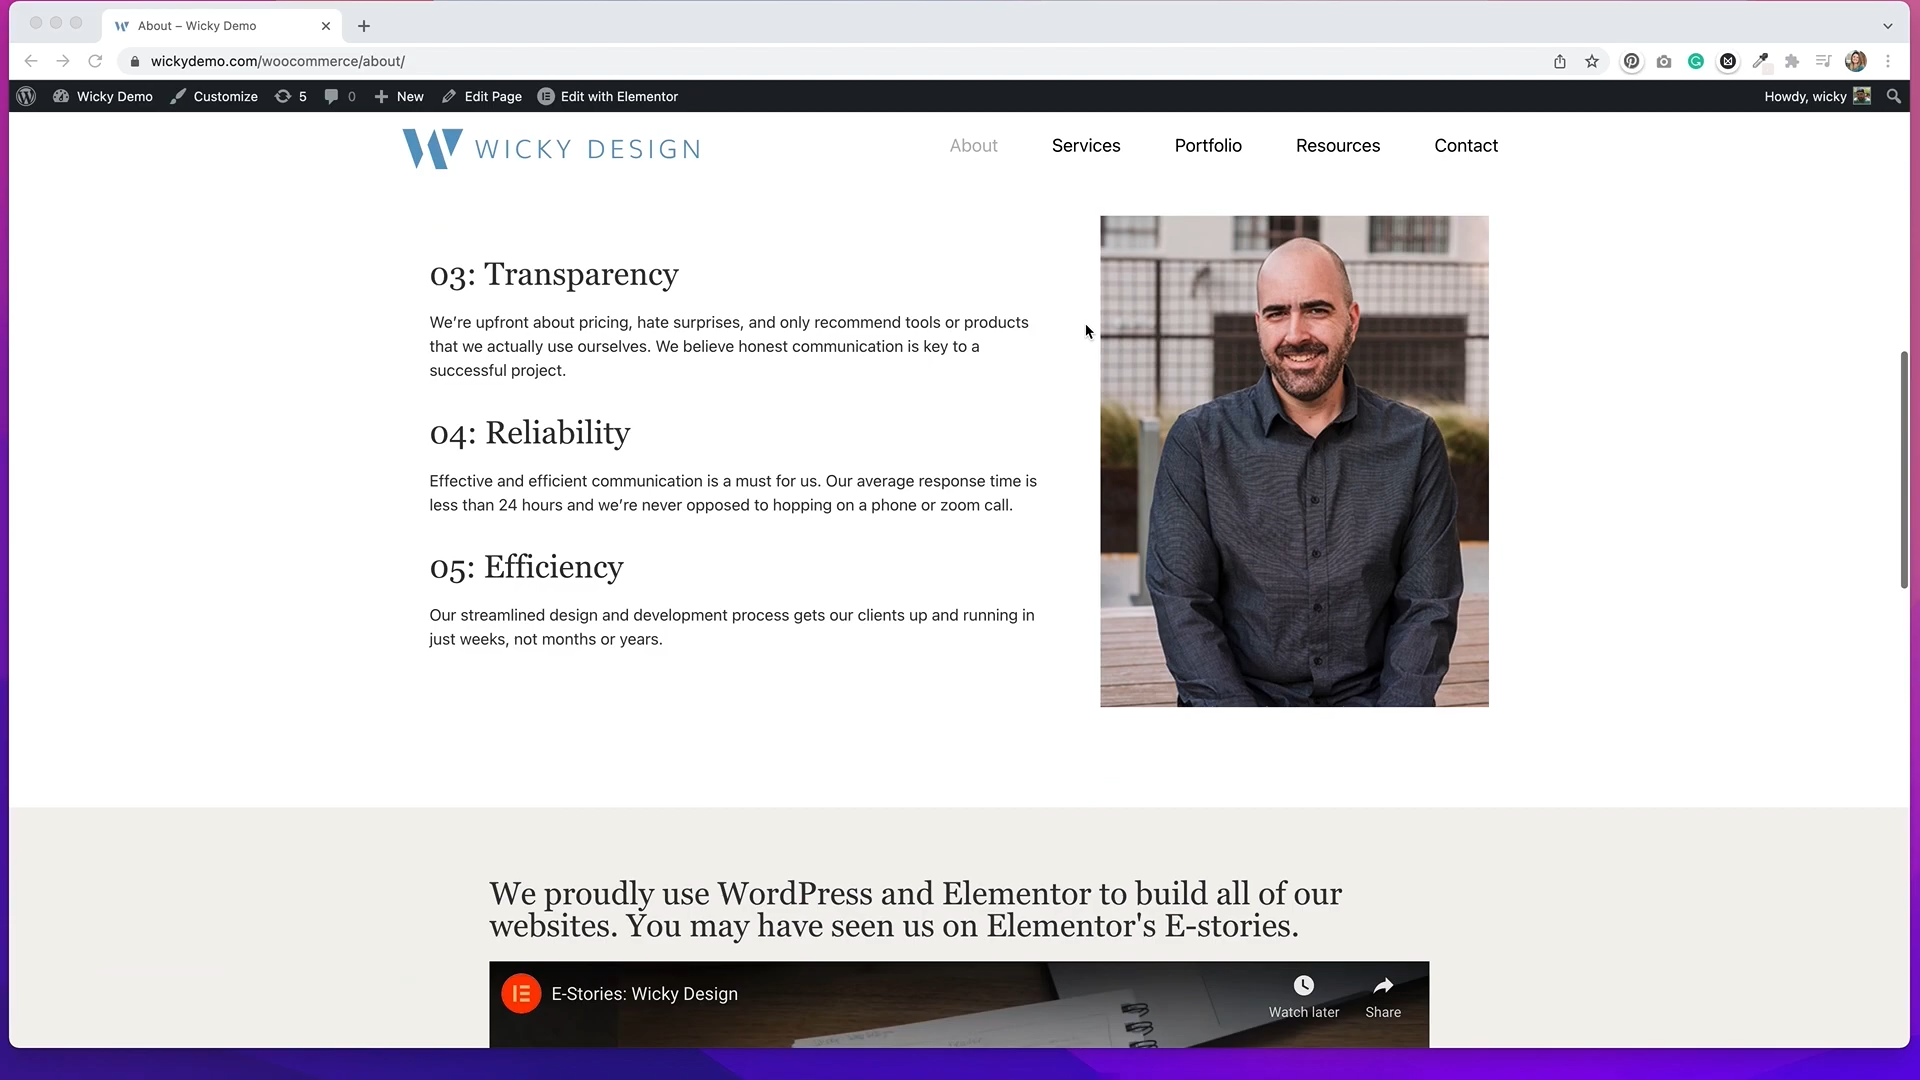 About – Wicky Demo
wickydemo.com/woocommerce/about/
Wicky Demo Customize 5 0 New Edit Page Edit with Elementor Howdy, wicky
WICKY DESIGN
About Services Portfolio Resources Contact
03: Transparency
We’re upfront about pricing, hate surprises, and only recommend tools or products
that we actually use ourselves. We believe honest communication is key to a
successful project.
04: Reliability
Effective and efficient communication is a must for us. Our average response time is
less than 24 hours and we’re never opposed to hopping on a phone or zoom call.
05: Efficiency
Our streamlined design and development process gets our clients up and running in
just weeks, not months or years.
We proudly use WordPress and Elementor to build all of our
websites. You may have seen us on Elementor's E-stories.
E-Stories: Wicky Design
Watch later Share